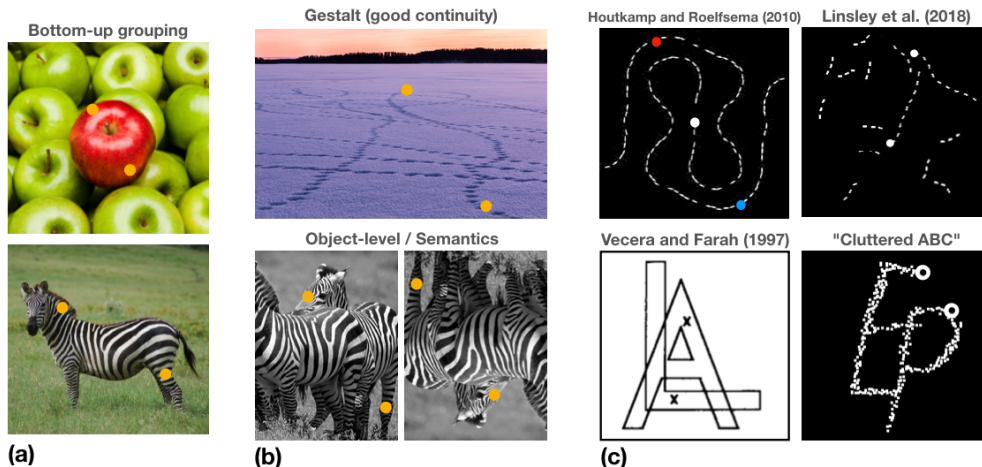 Bottom-up grouping
Gestalt (good continuity)
Houtkamp and Roelfsema (2010)
Linsley et al. (2018)
Object-level / Semantics
Vecera and Farah (1997)
"Cluttered ABC"
x
x
(a)
(b)
(c)